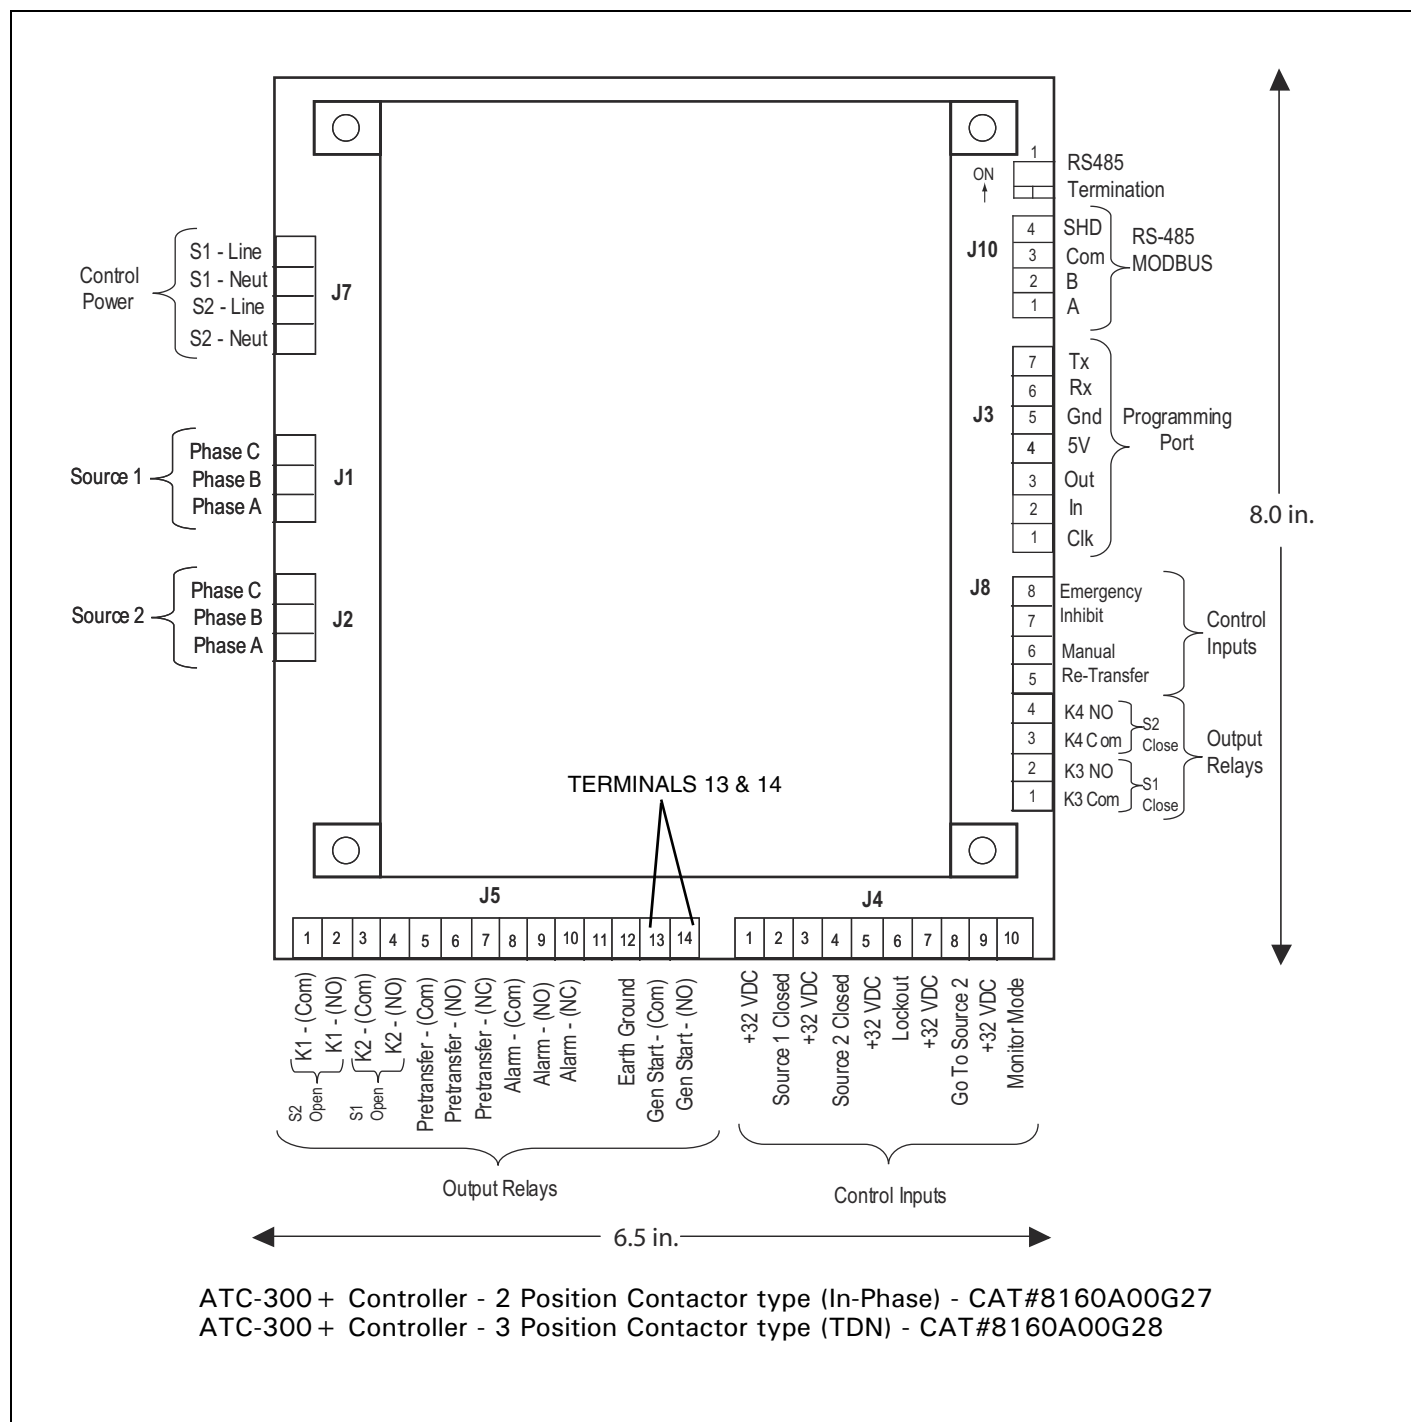 1
RS485
ON
Termination
J10
4 SHD
3 Com
2 B
1 A
RS-485
MODBUS
Control
Power
S1 - Line
S1 - Neut
S2 - Line
S2 - Neut
J7
J3
7 Tx
6 Rx
5 Gnd
4 5V
3 Out
2 In
1 Clk
Programming
Port
8.0 in.
Source 1
Phase C
Phase B
Phase A
J1
Source 2
Phase C
Phase B
Phase A
J2
J8
8 Emergency
7 Inhibit
6 Manual
5 Re-Transfer
Control
Inputs
4 K4 NO
3 K4 Com
S2
Close
2 K3 NO
1 K3 Com
S1
Close
Output
Relays
TERMINALS 13 & 14
J5
1 2 3 4 5 6 7 8 9 10 11 12 13 14
K1 - (Com)
K1 - (NO)
S2
Open
K2 - (Com)
K2 - (NO)
S1
Open
Pretransfer - (Com)
Pretransfer - (NO)
Pretransfer - (NC)
Alarm - (Com)
Alarm - (NO)
Alarm - (NC)
Earth Ground
Gen Start - (Com)
Gen Start - (NO)
Output Relays
J4
1 2 3 4 5 6 7 8 9 10
+32 VDC
Source 1 Closed
+32 VDC
Source 2 Closed
+32 VDC
Lockout
+32 VDC
Go To Source 2
+32 VDC
Monitor Mode
Control Inputs
6.5 in.
ATC-300+ Controller - 2 Position Contactor type (In-Phase) - CAT#8160A00G27
ATC-300+ Controller - 3 Position Contactor type (TDN) - CAT#8160A00G28